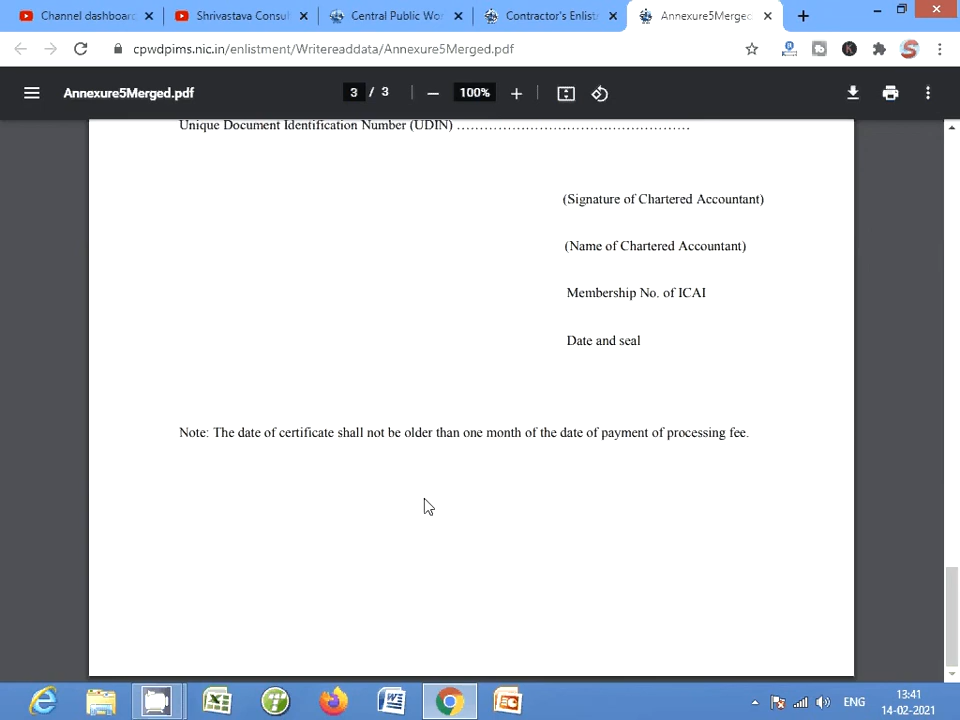 Channel dashboard
Shrivastava Consul
Central Public Wor
Contractor's Enlist
Annexure5Merged
cpwdpims.nic.in/enlistment/Writereaddata/Annexure5Merged.pdf
Annexure5Merged.pdf
3 / 3
100%
Unique Document Identification Number (UDIN) ……………………………………………
(Signature of Chartered Accountant)
(Name of Chartered Accountant)
Membership No. of ICAI
Date and seal
Note: The date of certificate shall not be older than one month of the date of payment of processing fee.
ENG
13:41
14-02-2021